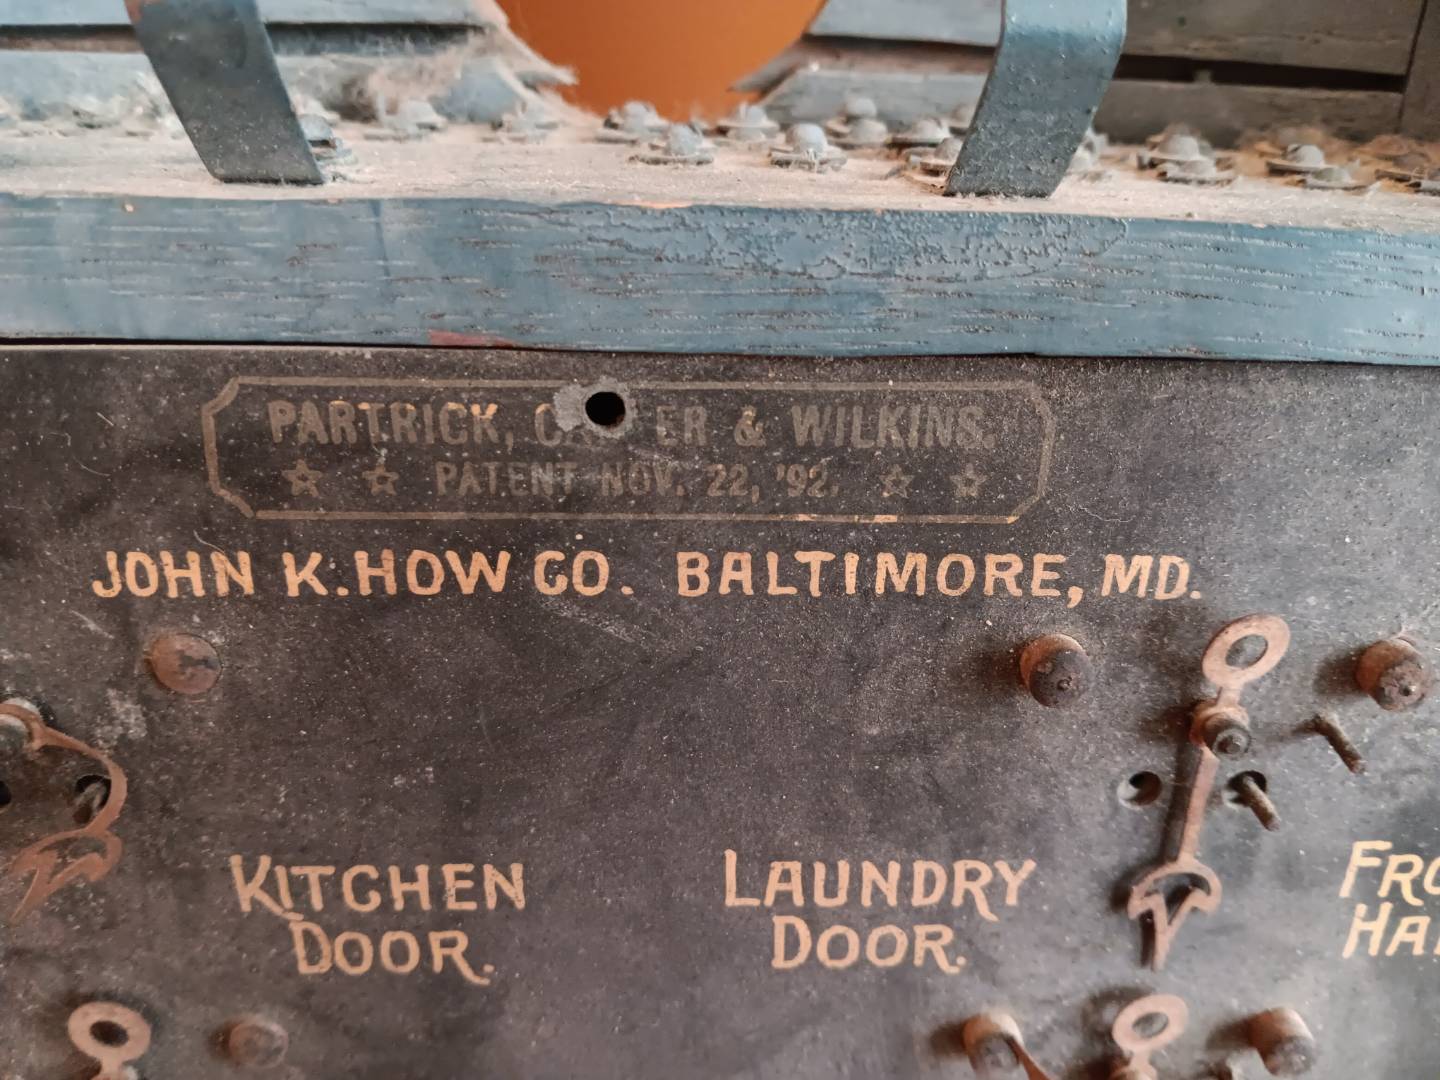 PARTRICK, & WILKINS.
☆ ☆ PATENT NOV. 22, '92. ☆ ☆
JOHN K. HOW CO. BALTIMORE, MD.
KITCHEN
DOOR.
LAUNDRY
DOOR.